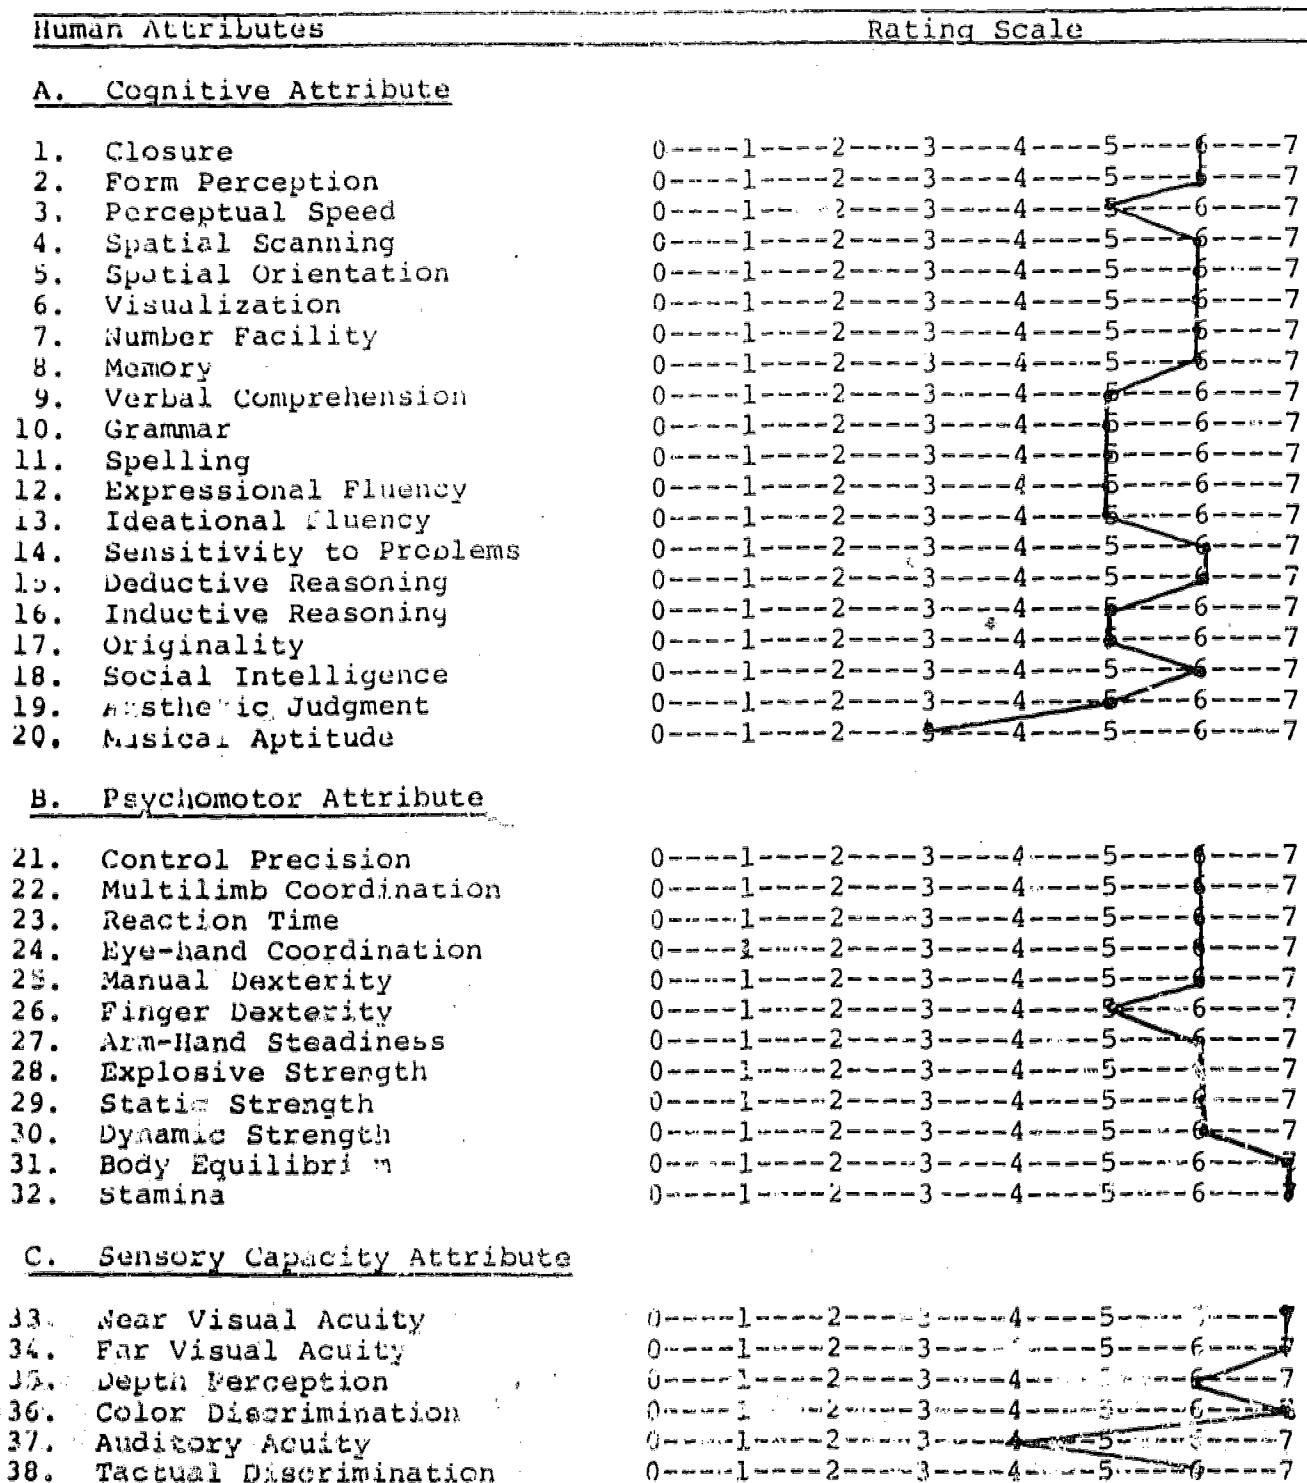 Human Attributes Rating Scale
A. Cognitive Attribute
1. Closure 0----1----2----3----4----5----6----7
2. Form Perception 0----1----2----3----4----5----6----7
3. Perceptual Speed 0----1----2----3----4----5----6----7
4. Spatial Scanning 0----1----2----3----4----5----6----7
5. Spatial Orientation 0----1----2----3----4----5----6----7
6. Visualization 0----1----2----3----4----5----6----7
7. Number Facility 0----1----2----3----4----5----6----7
8. Memory 0----1----2----3----4----5----6----7
9. Verbal Comprehension 0----1----2----3----4----5----6----7
10. Grammar 0----1----2----3----4----5----6----7
11. Spelling 0----1----2----3----4----5----6----7
12. Expressional Fluency 0----1----2----3----4----5----6----7
13. Ideational Fluency 0----1----2----3----4----5----6----7
14. Sensitivity to Problems 0----1----2----3----4----5----6----7
15. Deductive Reasoning 0----1----2----3----4----5----6----7
16. Inductive Reasoning 0----1----2----3----4----5----6----7
17. Originality 0----1----2----3----4----5----6----7
18. Social Intelligence 0----1----2----3----4----5----6----7
19. Aesthetic Judgment 0----1----2----3----4----5----6----7
20. Musical Aptitude 0----1----2----3----4----5----6----7
B. Psychomotor Attribute
21. Control Precision 0----1----2----3----4----5----6----7
22. Multilimb Coordination 0----1----2----3----4----5----6----7
23. Reaction Time 0----1----2----3----4----5----6----7
24. Eye-hand Coordination 0----1----2----3----4----5----6----7
25. Manual Dexterity 0----1----2----3----4----5----6----7
26. Finger Dexterity 0----1----2----3----4----5----6----7
27. Arm-Hand Steadiness 0----1----2----3----4----5----6----7
28. Explosive Strength 0----1----2----3----4----5----6----7
29. Static Strength 0----1----2----3----4----5----6----7
30. Dynamic Strength 0----1----2----3----4----5----6----7
31. Body Equilibrium 0----1----2----3----4----5----6----7
32. Stamina 0----1----2----3----4----5----6----7
C. Sensory Capacity Attribute
33. Near Visual Acuity 0----1----2----3----4----5----6----7
34. Far Visual Acuity 0----1----2----3----4----5----6----7
35. Depth Perception 0----1----2----3----4----5----6----7
36. Color Discrimination 0----1----2----3----4----5----6----7
37. Auditory Acuity 0----1----2----3----4----5----6----7
38. Tactual Discrimination 0----1----2----3----4----5----6----7